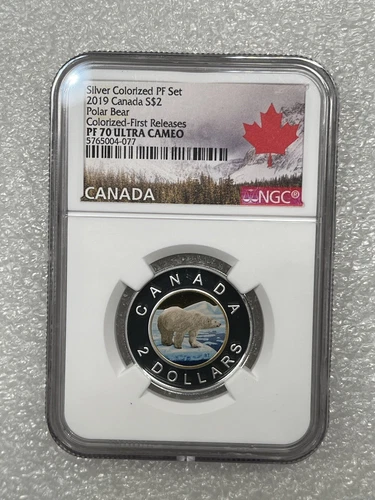 Silver Colorized PF Set
2019 Canada S$2
Polar Bear
Colorized-First Releases
PF 70 ULTRA CAMEO
5765004-077
CANADA
NGC®
CANADA
2 DOLLARS